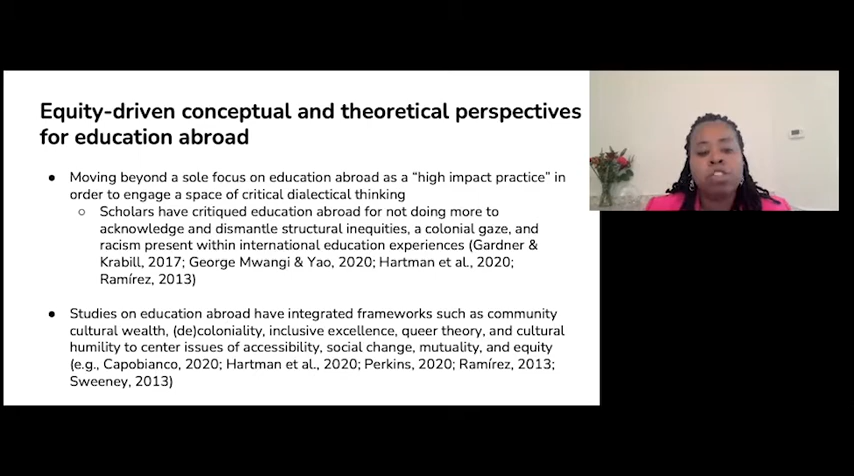 Equity-driven conceptual and theoretical perspectives
for education abroad
● Moving beyond a sole focus on education abroad as a “high impact practice” in
order to engage a space of critical dialectical thinking
○ Scholars have critiqued education abroad for not doing more to
acknowledge and dismantle structural inequities, a colonial gaze, and
racism present within international education experiences (Gardner &
Krabill, 2017; George Mwangi & Yao, 2020; Hartman et al., 2020;
Ramírez, 2013)
● Studies on education abroad have integrated frameworks such as community
cultural wealth, (de)coloniality, inclusive excellence, queer theory, and cultural
humility to center issues of accessibility, social change, mutuality, and equity
(e.g., Capobianco, 2020; Hartman et al., 2020; Perkins, 2020; Ramírez, 2013;
Sweeney, 2013)